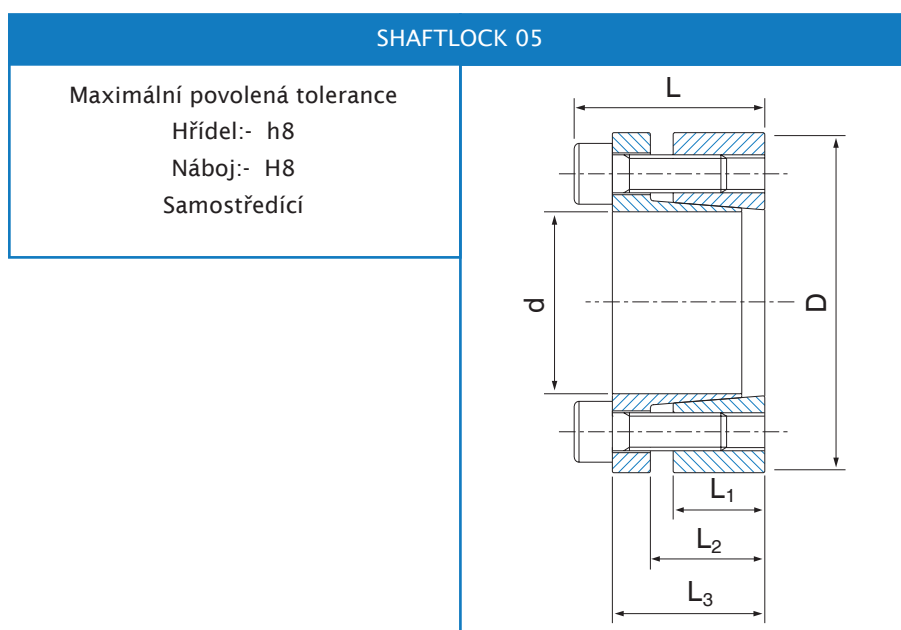 SHAFTLOCK 05
Maximální povolená tolerance
Hřídel:- h8
Náboj:- H8
Samostředící
L
d
D
L₁
L₂
L₃